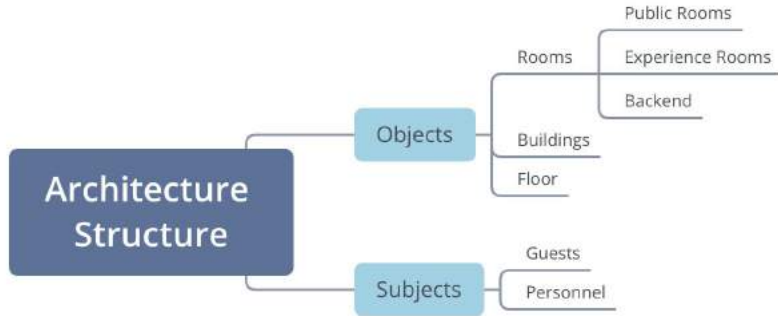 Architecture
Structure
Objects
Rooms
Public Rooms
Experience Rooms
Backend
Buildings
Floor
Subjects
Guests
Personnel